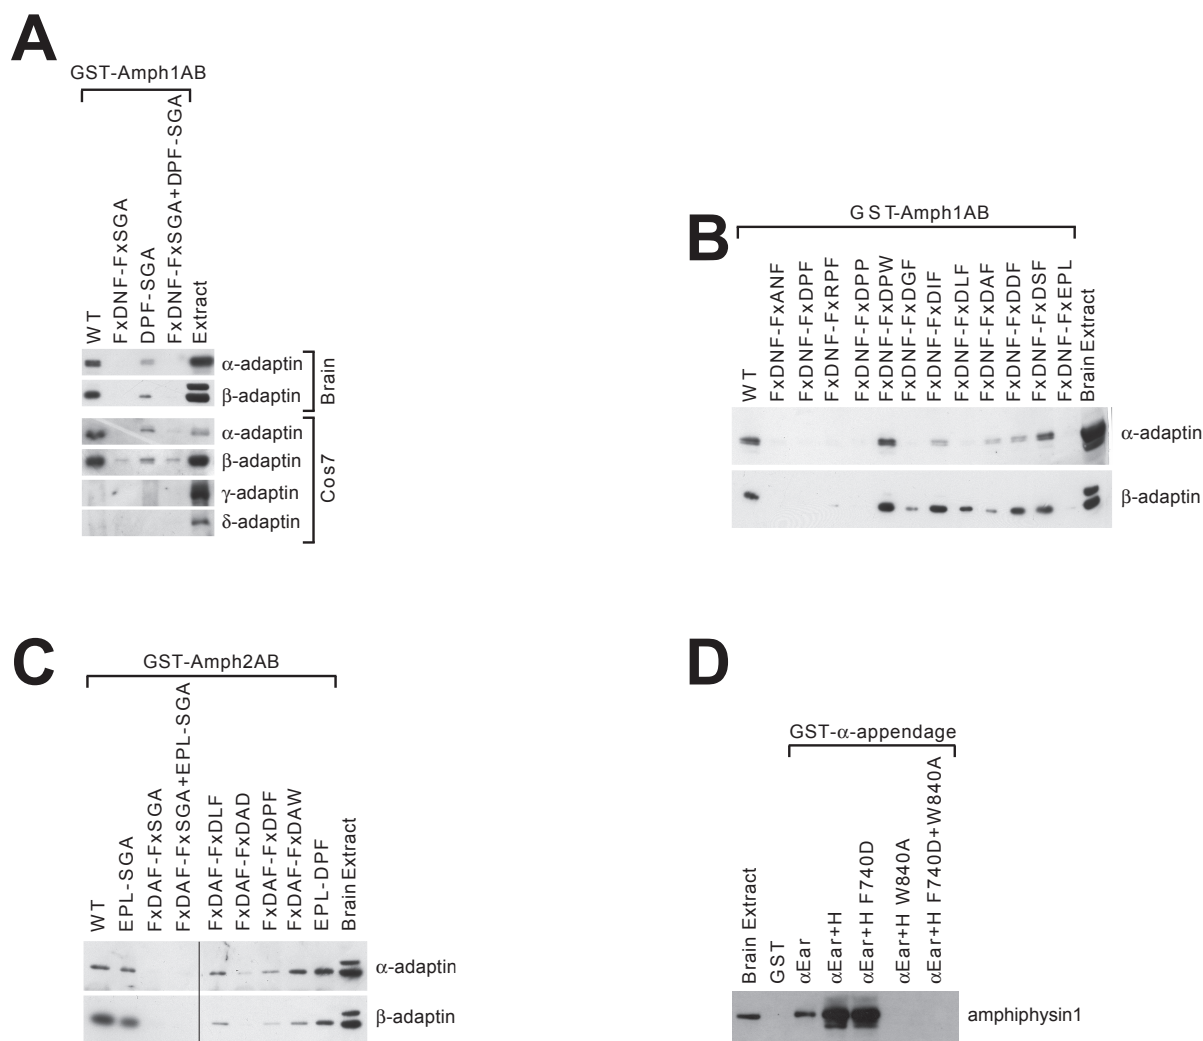 A
GST-Amph1AB
WT
FxDNF-FxSGA
DPF-SGA
FxDNF-FxSGA+DPF-SGA
Extract
α-adaptin
β-adaptin
Brain
α-adaptin
β-adaptin
γ-adaptin
δ-adaptin
Cos7
B
GST-Amph1AB
WT
FxDNF-FxANF
FxDNF-FxDPF
FxDNF-FxRPF
FxDNF-FxDPP
FxDNF-FxDPW
FxDNF-FxDGF
FxDNF-FxDIF
FxDNF-FxDLF
FxDNF-FxDAF
FxDNF-FxDDF
FxDNF-FxDSF
FxDNF-FxEPL
Brain Extract
α-adaptin
β-adaptin
C
GST-Amph2AB
WT
EPL-SGA
FxDAF-FxSGA
FxDAF-FxSGA+EPL-SGA
FxDAF-FxDLF
FxDAF-FxDAD
FxDAF-FxDPF
FxDAF-FxDAW
EPL-DPF
Brain Extract
α-adaptin
β-adaptin
D
GST-α-appendage
Brain Extract
GST
αEar
αEar+H
αEar+H F740D
αEar+H W840A
αEar+H F740D+W840A
amphiphysin1